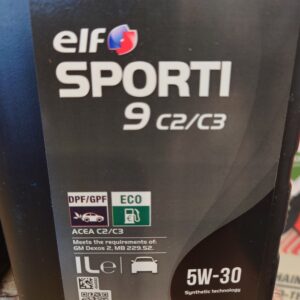 elf
SPORTI
9 C2/C3
DPF/GPF
ECO
ACEA C2/C3
Meets the requirements of:
GM Dexos 2, MB 229.52.
1L e
5W-30
Synthetic technology